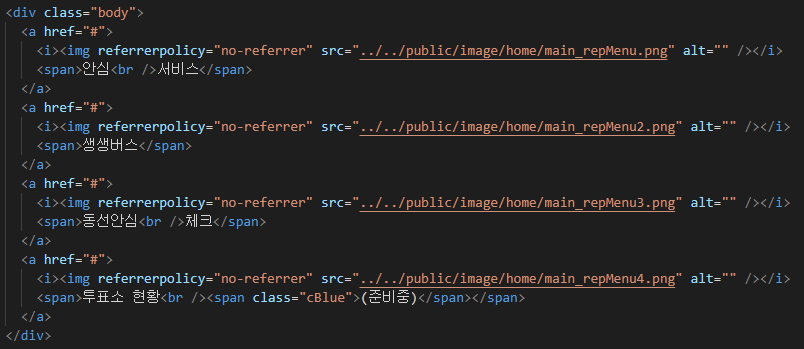 <div class="body">
<a href="#">
<i><img referrerpolicy="no-referrer" src="../../public/image/home/main_repMenu.png" alt="" /></i>
<span>안심<br />서비스</span>
</a>
<a href="#">
<i><img referrerpolicy="no-referrer" src="../../public/image/home/main_repMenu2.png" alt="" /></i>
<span>생생버스</span>
</a>
<a href="#">
<i><img referrerpolicy="no-referrer" src="../../public/image/home/main_repMenu3.png" alt="" /></i>
<span>동선안심<br />체크</span>
</a>
<a href="#">
<i><img referrerpolicy="no-referrer" src="../../public/image/home/main_repMenu4.png" alt="" /></i>
<span>투표소 현황<br /><span class="cBlue">(준비중)</span></span>
</a>
</div>